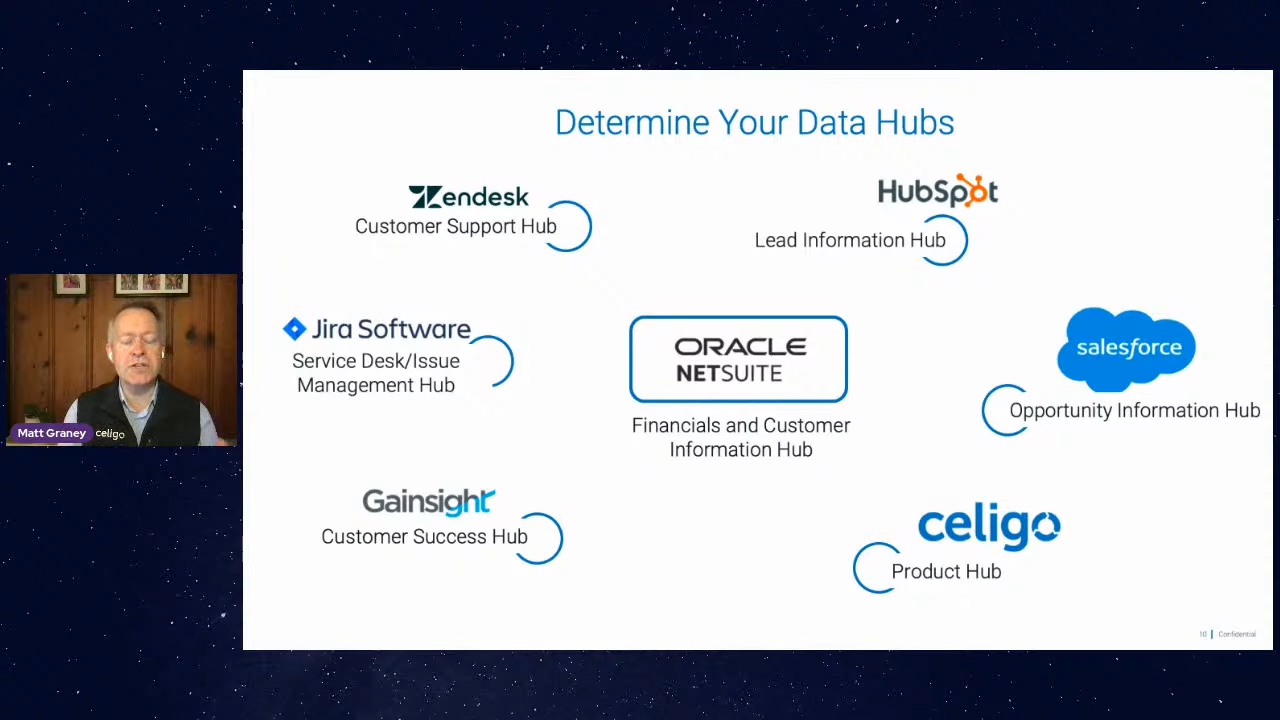 Determine Your Data Hubs
Zendesk
Customer Support Hub
HubSpot
Lead Information Hub
Jira Software
Service Desk/Issue
Management Hub
ORACLE
NETSUITE
Financials and Customer
Information Hub
salesforce
Opportunity Information Hub
Gainsight
Customer Success Hub
celigo
Product Hub
Matt Graney
celigo
10 | Confidential